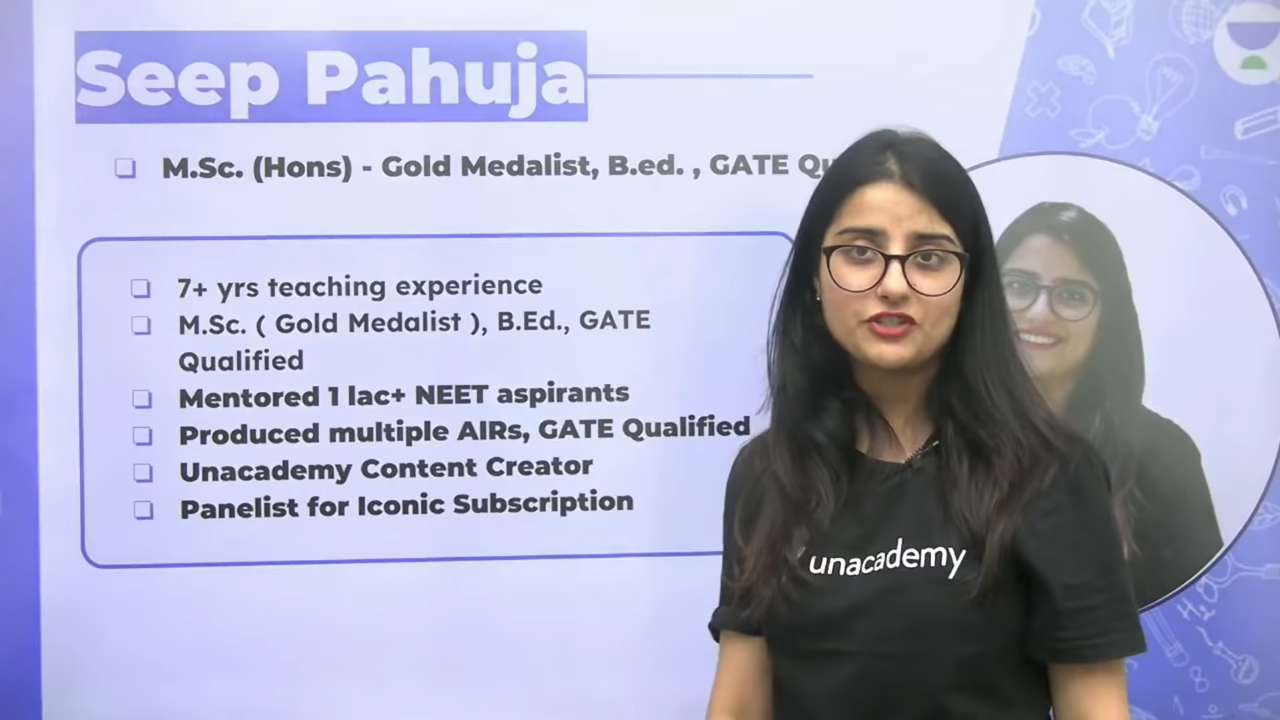 Seep Pahuja
M.Sc. (Hons) - Gold Medalist, B.ed. , GATE
7+ yrs teaching experience
M.Sc. ( Gold Medalist ), B.Ed., GATE
Qualified
Mentored 1 lac+ NEET aspirants
Produced multiple AIRs, GATE Qualified
Unacademy Content Creator
Panelist for Iconic Subscription
unacademy
H₂O